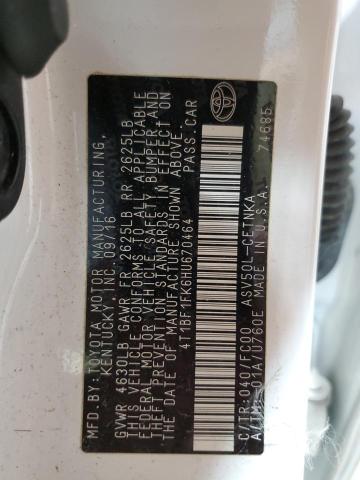 MFD.BY:TOYOTA MOTOR MANUFACTURING,
KENTUCKY, INC. 09/16
GVWR 4630LB GAWR FR 2625LB RR 2625LB
THIS VEHICLE CONFORMS TO ALL APPLICABLE
FEDERAL MOTOR VEHICLE SAFETY, BUMPER AND
THEFT PREVENTION STANDARDS IN EFFECT ON
THE DATE OF MANUFACTURE SHOWN ABOVE.
4T1BF1FK6HU670464 PASS.CAR
C/TR:040/FC00 ASV50L-CETNKA
A/TM:-01A/U760E MADE IN U.S.A. 74685